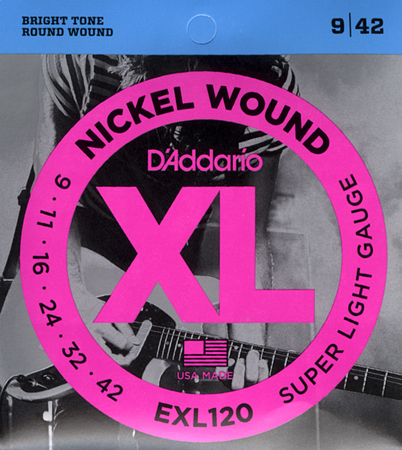 BRIGHT TONE
ROUND WOUND
9|42
NICKEL WOUND
D'Addario
XL
9 · 11 · 16 · 24 · 32 · 42
USA MADE
EXL120
SUPER LIGHT GAUGE